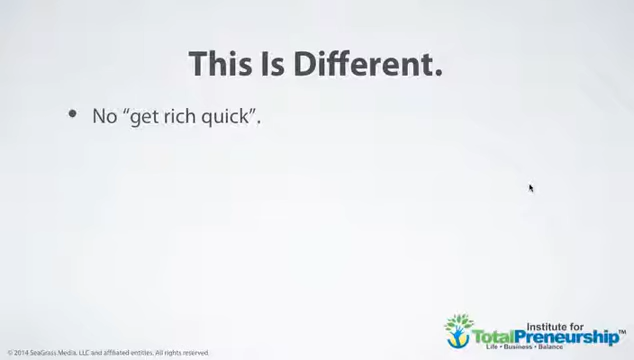 This Is Different.
• No “get rich quick”.
Institute for
TotalPreneurship™
Life • Business • Balance
© 2014 SeaGrass Media, LLC and affiliated entities. All rights reserved.